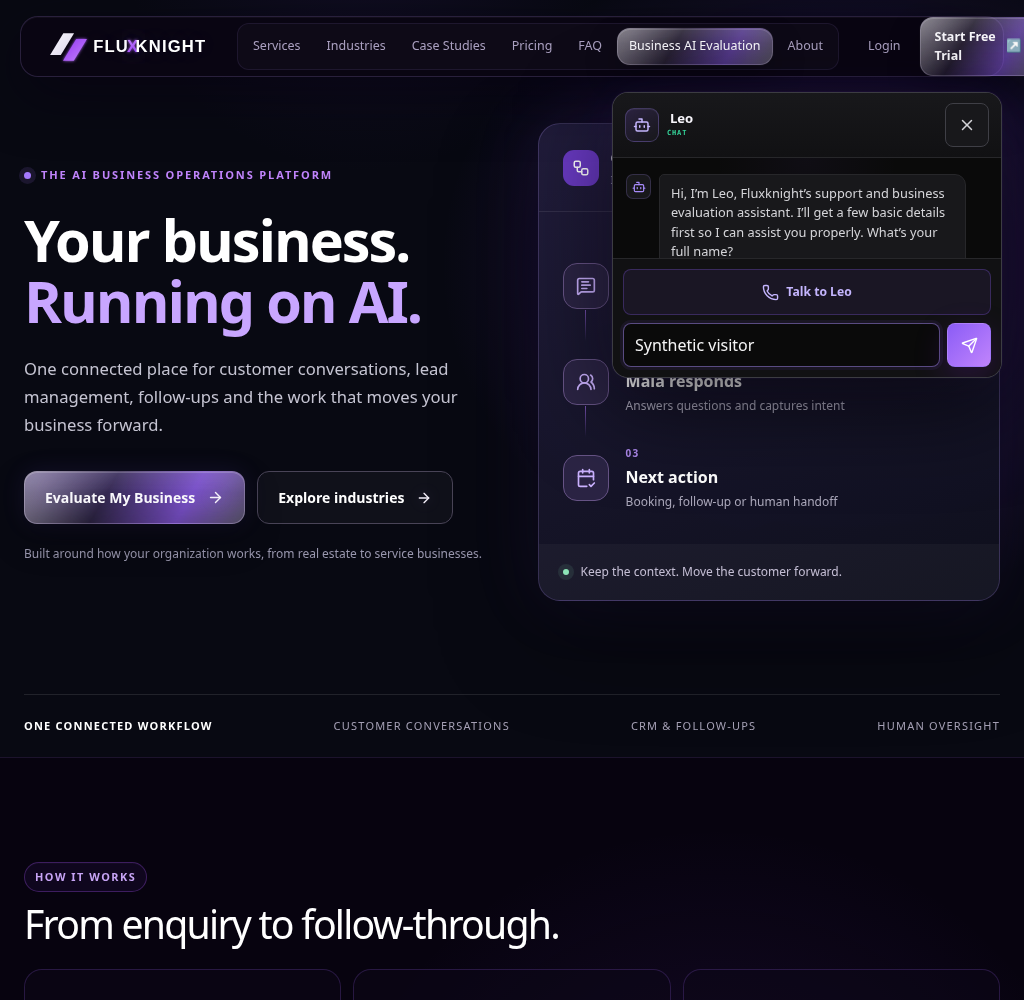 FLUXKNIGHT
Services
Industries
Case Studies
Pricing
FAQ
Business AI Evaluation
About
Login
Start Free
Trial
Leo
CHAT
Hi, I’m Leo, Fluxknight’s support and business
evaluation assistant. I’ll get a few basic details
first so I can assist you properly. What’s your
full name?
Talk to Leo
Synthetic visitor
THE AI BUSINESS OPERATIONS PLATFORM
Your business.
Running on AI.
One connected place for customer conversations, lead
management, follow-ups and the work that moves your
business forward.
Evaluate My Business
Explore industries
Built around how your organization works, from real estate to service businesses.
Maia responds
Answers questions and captures intent
03
Next action
Booking, follow-up or human handoff
Keep the context. Move the customer forward.
ONE CONNECTED WORKFLOW
CUSTOMER CONVERSATIONS
CRM & FOLLOW-UPS
HUMAN OVERSIGHT
HOW IT WORKS
From enquiry to follow-through.